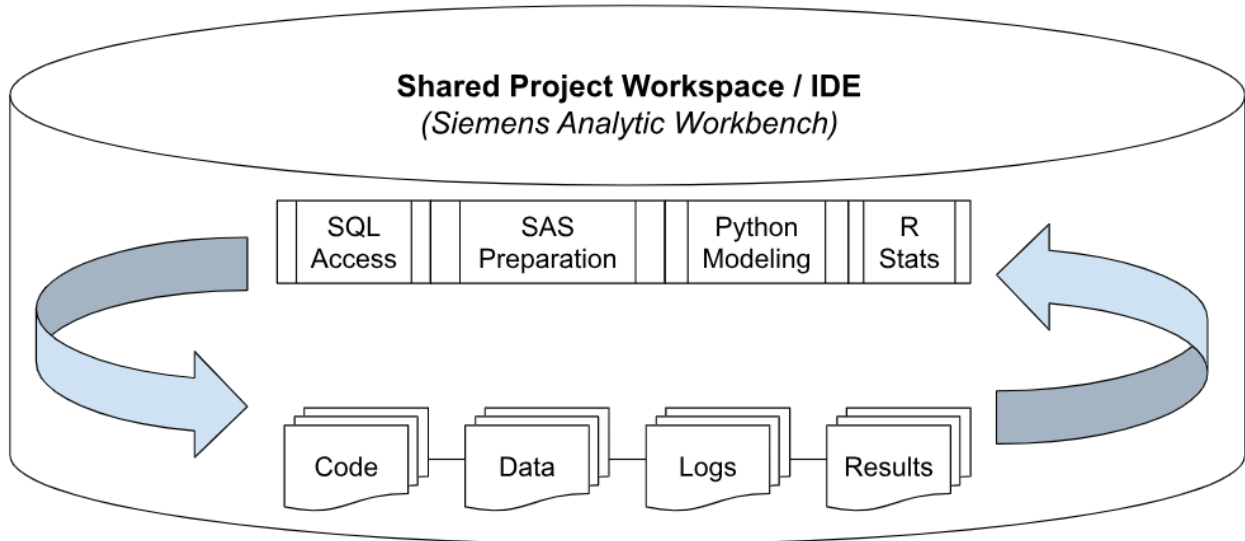 Shared Project Workspace / IDE
(Siemens Analytic Workbench)
SQL
Access
SAS
Preparation
Python
Modeling
R
Stats
Code
Data
Logs
Results